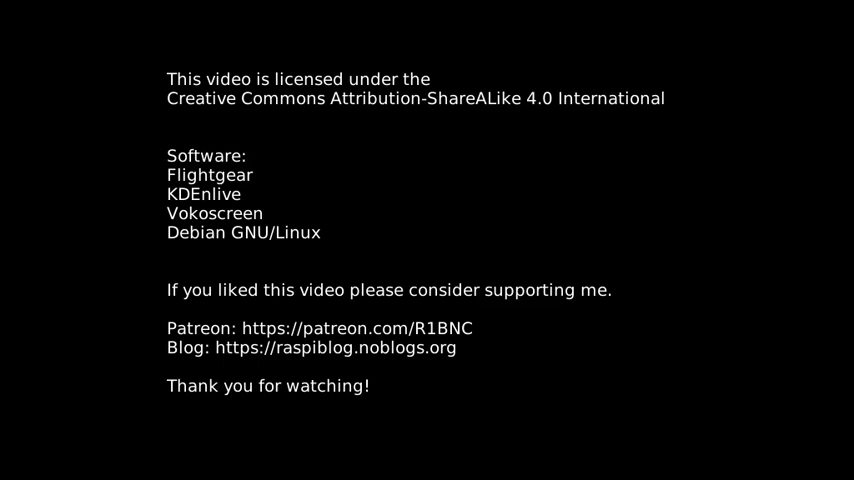 This video is licensed under the
Creative Commons Attribution-ShareALike 4.0 International
Software:
Flightgear
KDEnlive
Vokoscreen
Debian GNU/Linux
If you liked this video please consider supporting me.
Patreon: https://patreon.com/R1BNC
Blog: https://raspiblog.noblogs.org
Thank you for watching!